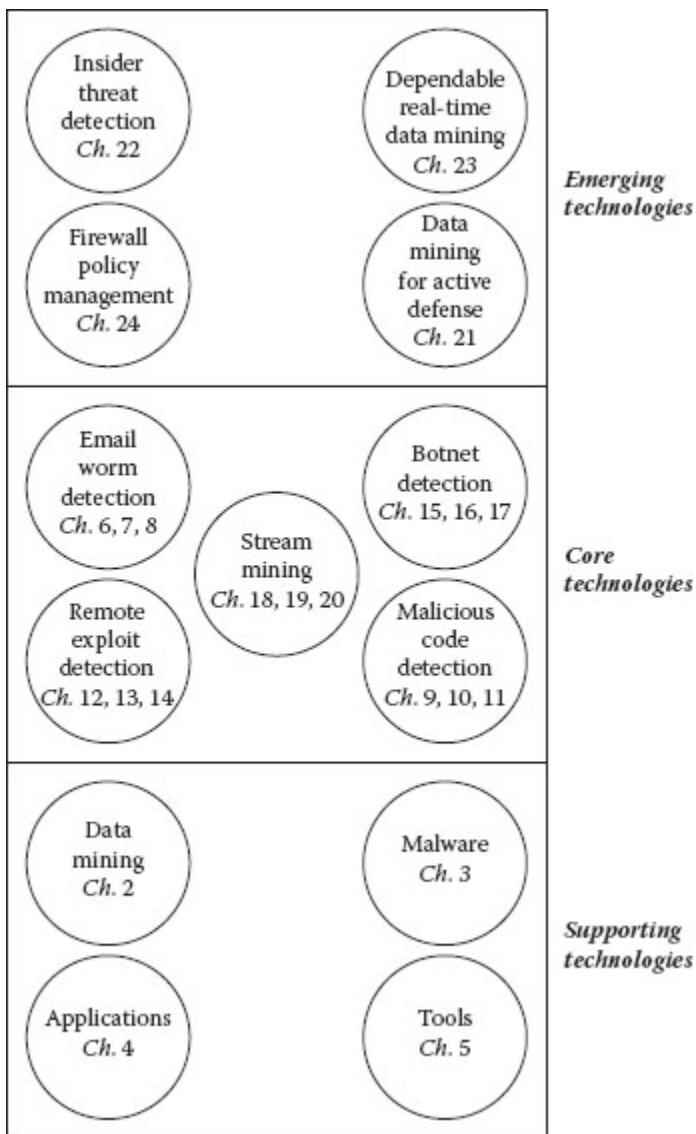 Insider
threat
detection
Ch. 22
Dependable
real-time
data mining
Ch. 23
Firewall
policy
management
Ch. 24
Data
mining
for active
defense
Ch. 21
Emerging
technologies
Email
worm
detection
Ch. 6, 7, 8
Botnet
detection
Ch. 15, 16, 17
Stream
mining
Ch. 18, 19, 20
Remote
exploit
detection
Ch. 12, 13, 14
Malicious
code
detection
Ch. 9, 10, 11
Core
technologies
Data
mining
Ch. 2
Malware
Ch. 3
Applications
Ch. 4
Tools
Ch. 5
Supporting
technologies